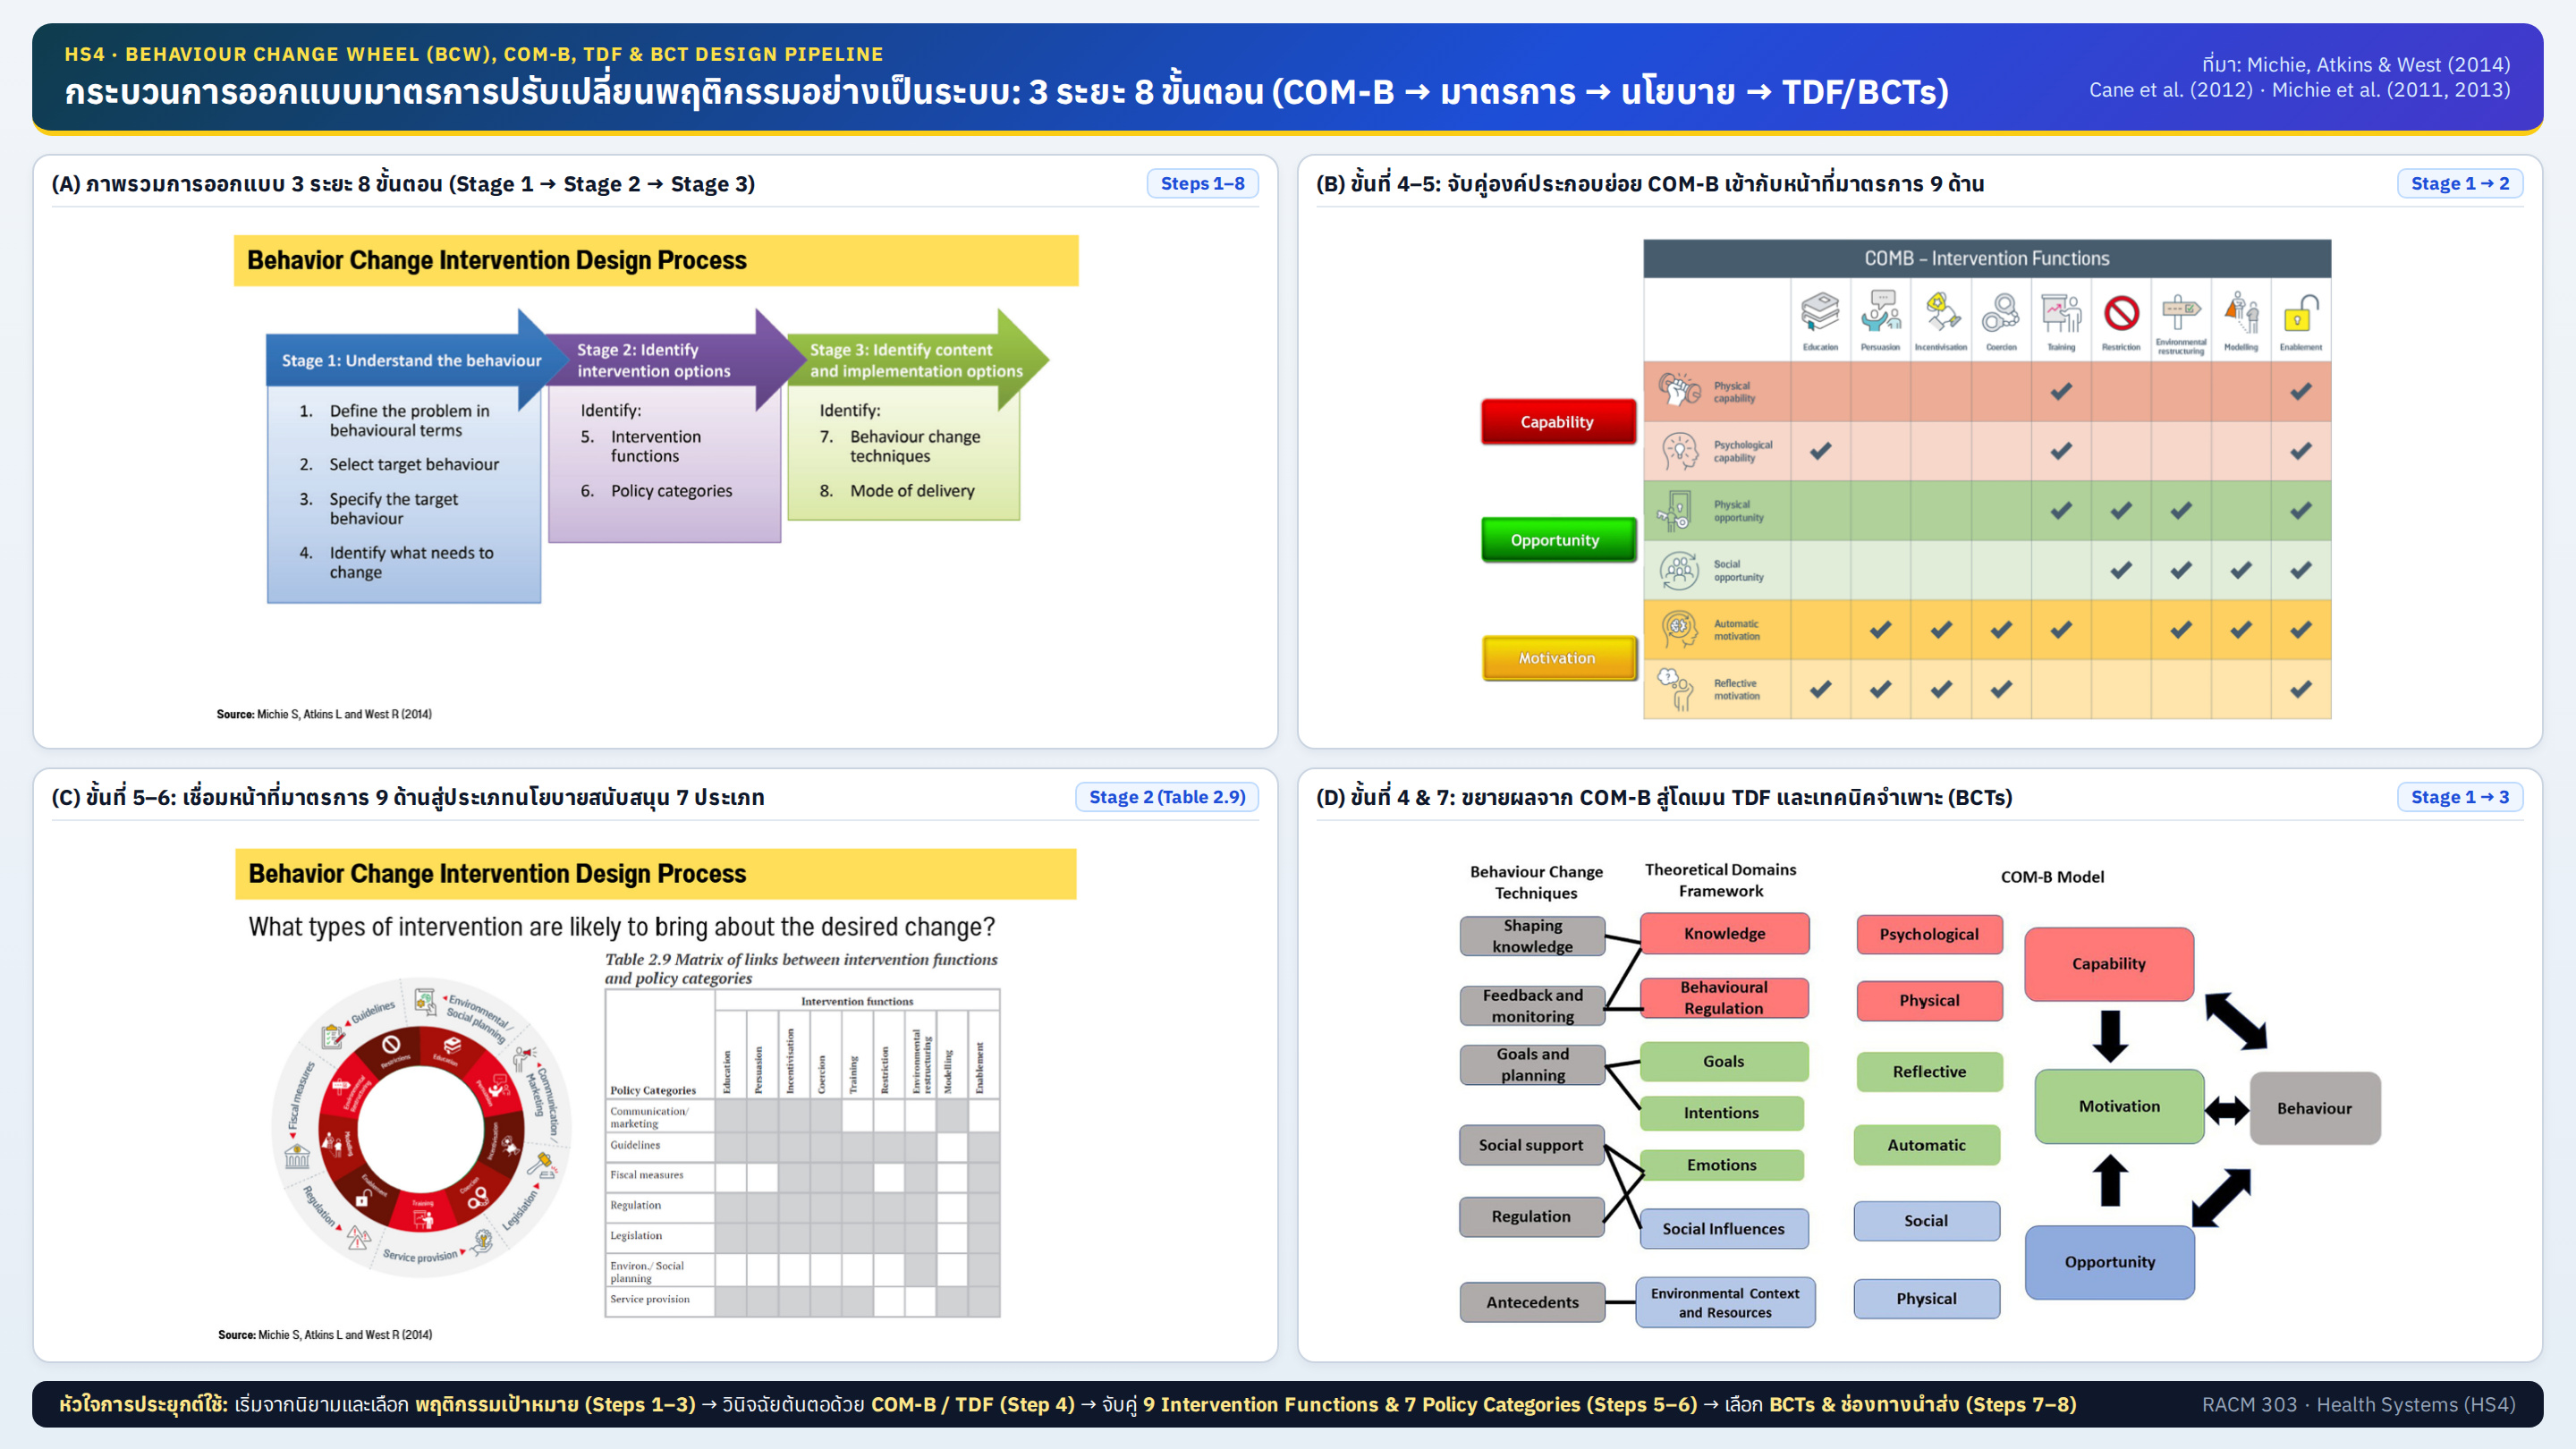 HS4 · BEHAVIOUR CHANGE WHEEL (BCW), COM-B, TDF & BCT DESIGN PIPELINE
กระบวนการออกแบบมาตรการปรับเปลี่ยนพฤติกรรมอย่างเป็นระบบ: 3 ระยะ 8 ขั้นตอน (COM-B → มาตรการ → นโยบาย → TDF/BCTs)
ที่มา: Michie, Atkins & West (2014)
Cane et al. (2012) · Michie et al. (2011, 2013)
(A) ภาพรวมการออกแบบ 3 ระยะ 8 ขั้นตอน (Stage 1 → Stage 2 → Stage 3)
Steps 1–8
Behavior Change Intervention Design Process
Stage 1: Understand the behaviour
1. Define the problem in
behavioural terms
2. Select target behaviour
3. Specify the target
behaviour
4. Identify what needs to
change
Stage 2: Identify
intervention options
Identify:
5. Intervention
functions
6. Policy categories
Stage 3: Identify content
and implementation options
Identify:
7. Behaviour change
techniques
8. Mode of delivery
Source: Michie S, Atkins L and West R (2014)
(B) ขั้นที่ 4–5: จับคู่องค์ประกอบย่อย COM-B เข้ากับหน้าที่มาตรการ 9 ด้าน
Stage 1 → 2
COMB – Intervention Functions
Education
Persuasion
Incentivisation
Coercion
Training
Restriction
Environmental
restructuring
Modelling
Enablement
Capability
Physical
capability
Psychological
capability
Opportunity
Physical
opportunity
Social
opportunity
Motivation
Automatic
motivation
Reflective
motivation
(C) ขั้นที่ 5–6: เชื่อมหน้าที่มาตรการ 9 ด้านสู่ประเภทนโยบายสนับสนุน 7 ประเภท
Stage 2 (Table 2.9)
Behavior Change Intervention Design Process
What types of intervention are likely to bring about the desired change?
Guidelines
Environmental /
Social planning
Communication /
Marketing
Legislation
Service provision
Regulation
Fiscal measures
Restrictions
Education
Persuasion
Incentivisation
Coercion
Training
Enablement
Modelling
Environmental
Restructuring
Table 2.9 Matrix of links between intervention functions
and policy categories
Intervention functions
Policy Categories
Education
Persuasion
Incentivisation
Coercion
Training
Restriction
Environmental
restructuring
Modelling
Enablement
Communication/
marketing
Guidelines
Fiscal measures
Regulation
Legislation
Environ./ Social
planning
Service provision
Source: Michie S, Atkins L and West R (2014)
(D) ขั้นที่ 4 & 7: ขยายผลจาก COM-B สู่โดเมน TDF และเทคนิคจำเพาะ (BCTs)
Stage 1 → 3
Behaviour Change
Techniques
Shaping
knowledge
Feedback and
monitoring
Goals and
planning
Social support
Regulation
Antecedents
Theoretical Domains
Framework
Knowledge
Behavioural
Regulation
Goals
Intentions
Emotions
Social Influences
Environmental Context
and Resources
COM-B Model
Psychological
Physical
Reflective
Automatic
Social
Physical
Capability
Motivation
Opportunity
Behaviour
หัวใจการประยุกต์ใช้: เริ่มจากนิยามและเลือก พฤติกรรมเป้าหมาย (Steps 1–3) → วินิจฉัยต้นตอด้วย COM-B / TDF (Step 4) → จับคู่ 9 Intervention Functions & 7 Policy Categories (Steps 5–6) → เลือก BCTs & ช่องทางนำส่ง (Steps 7–8)
RACM 303 · Health Systems (HS4)